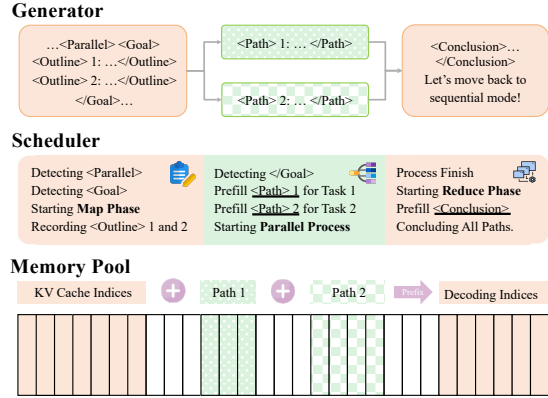 Generator
…<Parallel> <Goal>
<Outline> 1: …</Outline>
<Outline> 2: …</Outline>
</Goal>…
<Path> 1: … </Path>
<Path> 2: … </Path>
<Conclusion>…
</Conclusion>
Let's move back to
sequential mode!
Scheduler
Detecting <Parallel>
Detecting <Goal>
Starting Map Phase
Recording <Outline> 1 and 2
Detecting </Goal>
Prefill <Path> 1 for Task 1
Prefill <Path> 2 for Task 2
Starting Parallel Process
Process Finish
Starting Reduce Phase
Prefill <Conclusion>
Concluding All Paths.
Memory Pool
KV Cache Indices
Path 1
Path 2
Prefix
Decoding Indices